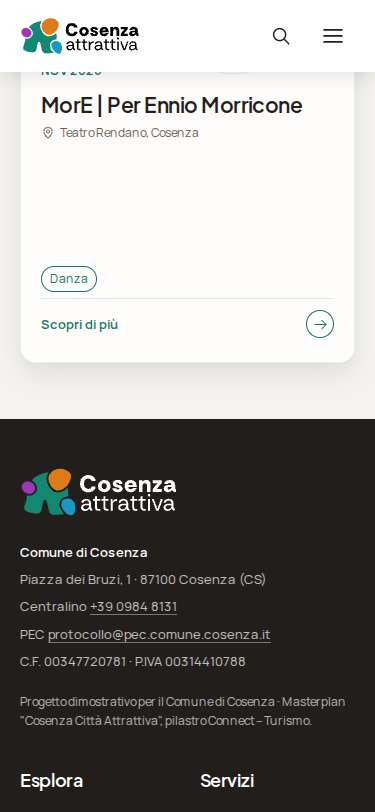 Cosenza
attrattiva
MorE | Per Ennio Morricone
Teatro Rendano, Cosenza
Danza
Scopri di più
Cosenza
attrattiva
Comune di Cosenza
Piazza dei Bruzi, 1 · 87100 Cosenza (CS)
Centralino +39 0984 8131
PEC protocollo@pec.comune.cosenza.it
C.F. 00347720781 · P.IVA 00314410788
Progetto dimostrativo per il Comune di Cosenza · Masterplan
"Cosenza Città Attrattiva", pilastro Connect – Turismo.
Esplora Servizi